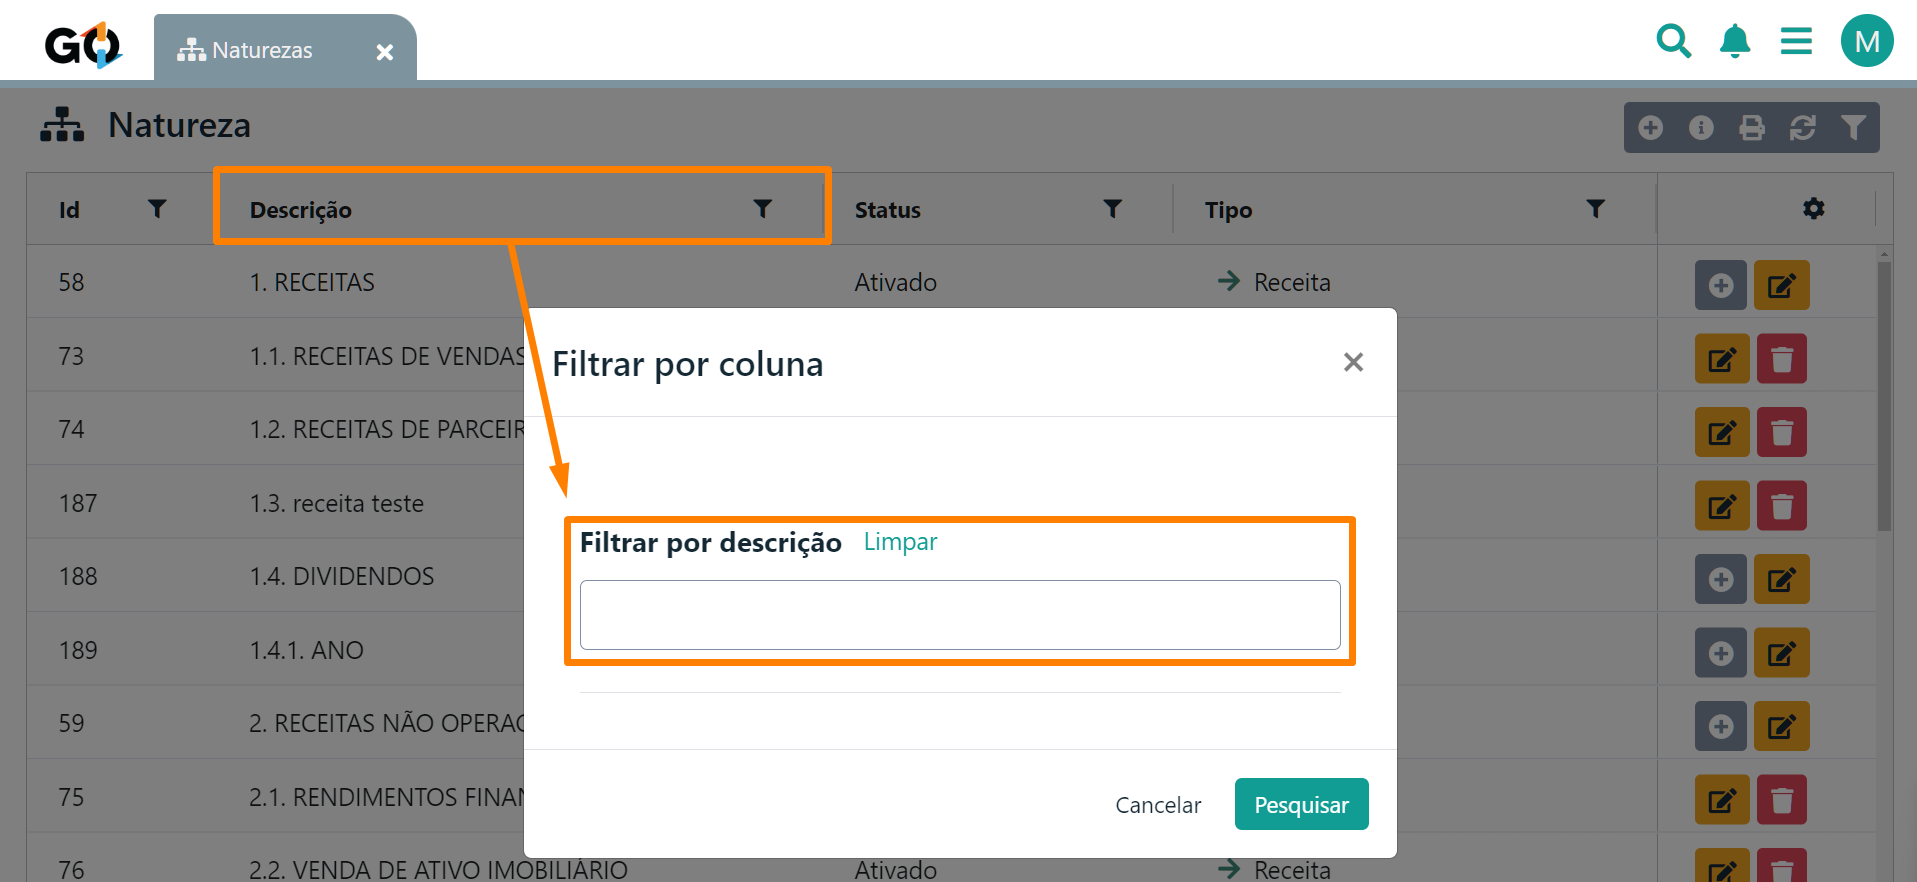 GO
Naturezas
M
Natureza
Id Descrição Status Tipo
58 1. RECEITAS Ativado Receita
73 1.1. RECEITAS DE VENDAS
Filtrar por coluna
74 1.2. RECEITAS DE PARCEIR
187 1.3. receita teste
Filtrar por descrição Limpar
188 1.4. DIVIDENDOS
189 1.4.1. ANO
59 2. RECEITAS NÃO OPERAC
75 2.1. RENDIMENTOS FINAN
Cancelar Pesquisar
76 2.2. VENDA DE ATIVO IMOBILIÁRIO Ativado Receita